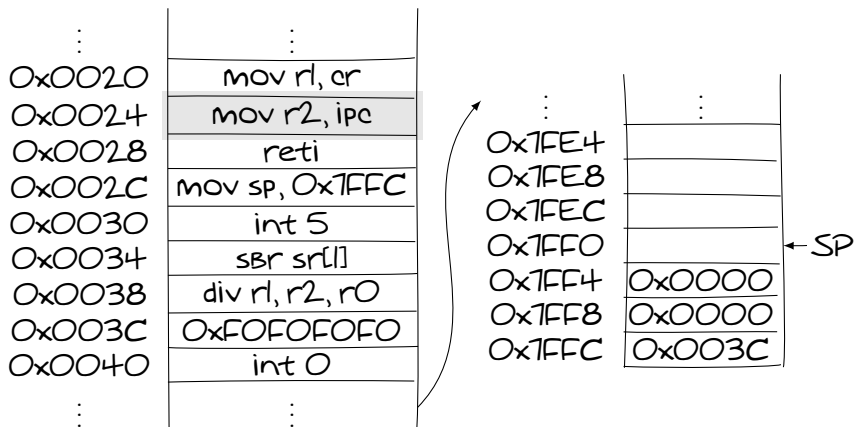 ⋮ ⋮
0x0020 mov r1, cr
0x0024 mov r2, ipc
0x0028 reti
0x002C mov sp, 0x7FFC
0x0030 int 5
0x0034 sbr sr[1]
0x0038 div r1, r2, r0
0x003C 0xF0F0F0F0
0x0040 int 0
⋮ ⋮
⋮ ⋮
0x7FE4
0x7FE8
0x7FEC
0x7FF0 SP
0x7FF4 0x0000
0x7FF8 0x0000
0x7FFC 0x003C